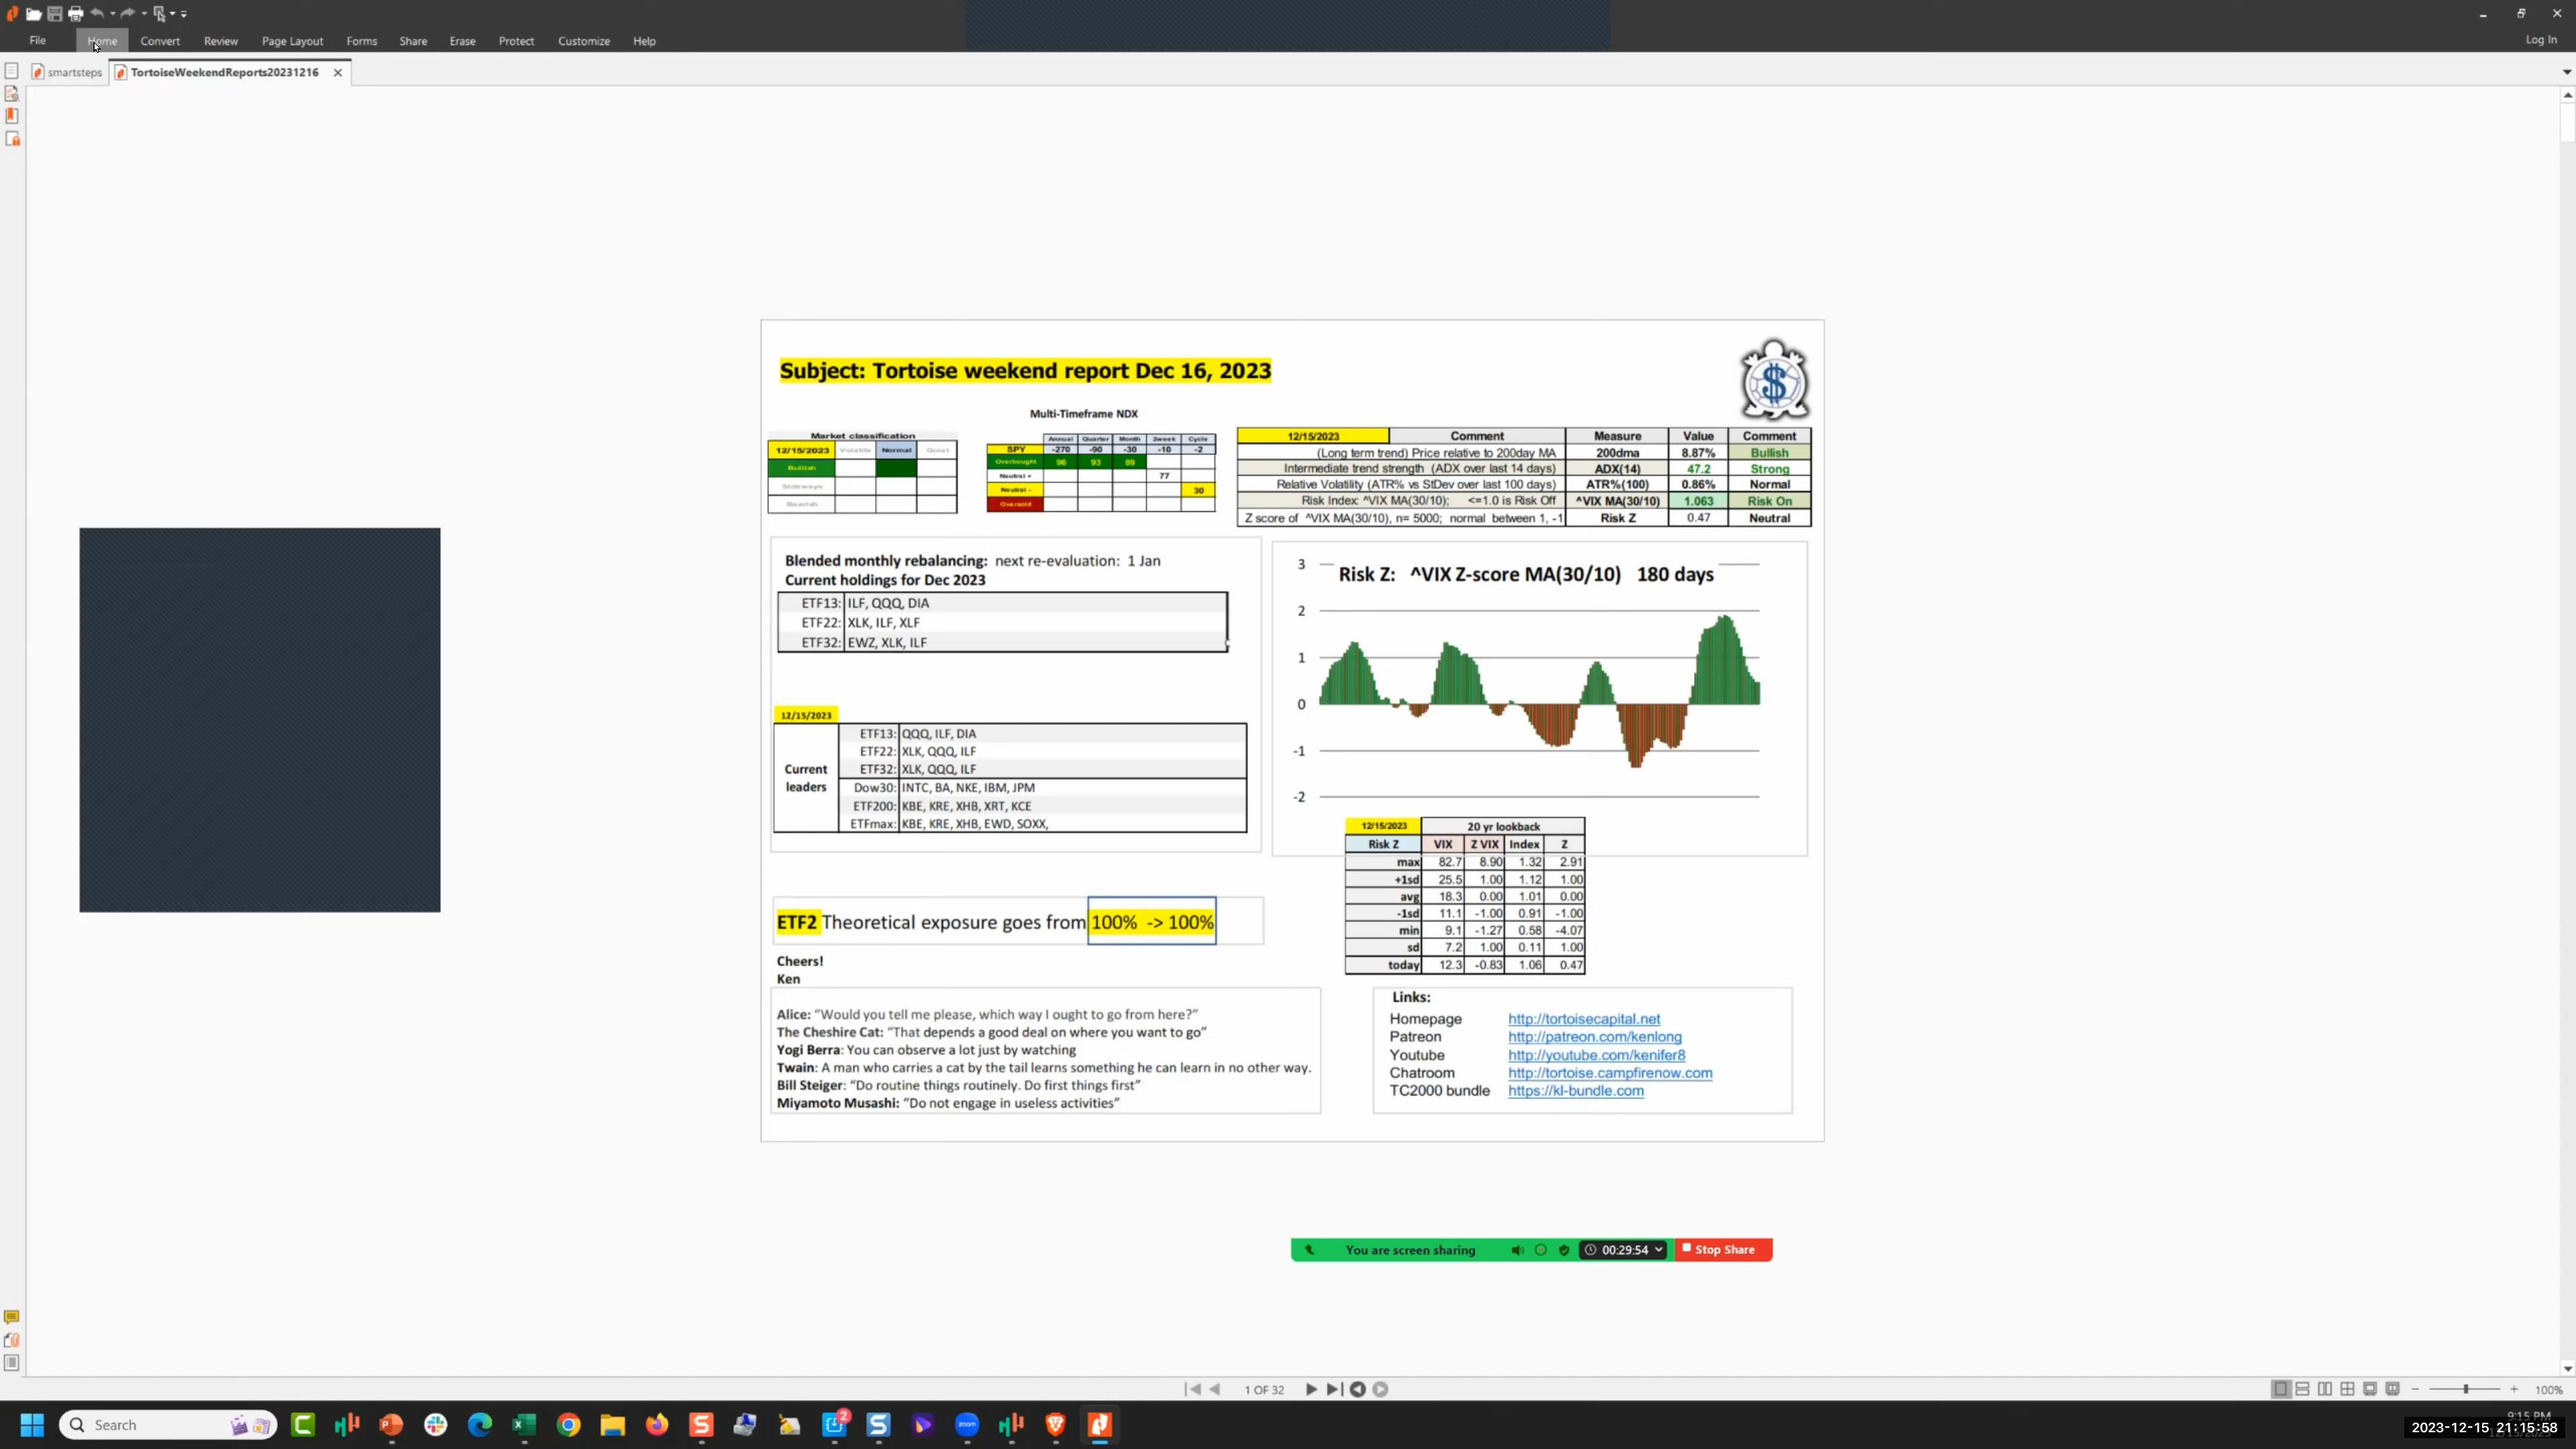 File Home Convert Review Page Layout Forms Share Erase Protect Customize Help
Log In
smartsteps TortoiseWeekendReports20231216
Subject: Tortoise weekend report Dec 16, 2023
Multi-Timeframe NDX
Market classification
12/15/2023 Volatile Normal Quiet
Bullish
Sideways
Bearish
Annual Quarter Month 2week Cycle
SPY -270 -90 -30 -10 -2
Overbought 96 93 89
Neutral + 77
Neutral - 30
Oversold
12/15/2023 Comment Measure Value Comment
(Long term trend) Price relative to 200day MA 200dma 8.87% Bullish
Intermediate trend strength (ADX over last 14 days) ADX(14) 47.2 Strong
Relative Volatility (ATR% vs StDev over last 100 days) ATR%(100) 0.86% Normal
Risk Index: ^VIX MA(30/10); <=1.0 is Risk Off ^VIX MA(30/10) 1.063 Risk On
Z score of ^VIX MA(30/10), n= 5000; normal between 1, -1 Risk Z 0.47 Neutral
Blended monthly rebalancing: next re-evaluation: 1 Jan
Current holdings for Dec 2023
ETF13: ILF, QQQ, DIA
ETF22: XLK, ILF, XLF
ETF32: EWZ, XLK, ILF
12/15/2023
Current leaders
ETF13: QQQ, ILF, DIA
ETF22: XLK, QQQ, ILF
ETF32: XLK, QQQ, ILF
Dow30: INTC, BA, NKE, IBM, JPM
ETF200: KBE, KRE, XHB, XRT, KCE
ETFmax: KBE, KRE, XHB, EWD, SOXX,
Risk Z: ^VIX Z-score MA(30/10) 180 days
3
2
1
0
-1
-2
12/15/2023 20 yr lookback
Risk Z VIX Z VIX Index Z
max 82.7 8.90 1.32 2.91
+1sd 25.5 1.00 1.12 1.00
avg 18.3 0.00 1.01 0.00
-1sd 11.1 -1.00 0.91 -1.00
min 9.1 -1.27 0.58 -4.07
sd 7.2 1.00 0.11 1.00
today 12.3 -0.83 1.06 0.47
ETF2 Theoretical exposure goes from 100% -> 100%
Cheers!
Ken
Alice: “Would you tell me please, which way I ought to go from here?”
The Cheshire Cat: “That depends a good deal on where you want to go”
Yogi Berra: You can observe a lot just by watching
Twain: A man who carries a cat by the tail learns something he can learn in no other way.
Bill Steiger: “Do routine things routinely. Do first things first”
Miyamoto Musashi: “Do not engage in useless activities”
Links:
Homepage http://tortoisecapital.net
Patreon http://patreon.com/kenlong
Youtube http://youtube.com/kenifer8
Chatroom http://tortoise.campfirenow.com
TC2000 bundle https://kl-bundle.com
You are screen sharing 00:29:54 Stop Share
1 OF 32
100%
Search
2
zoom
9:15 PM
2023-12-15 21:15:58